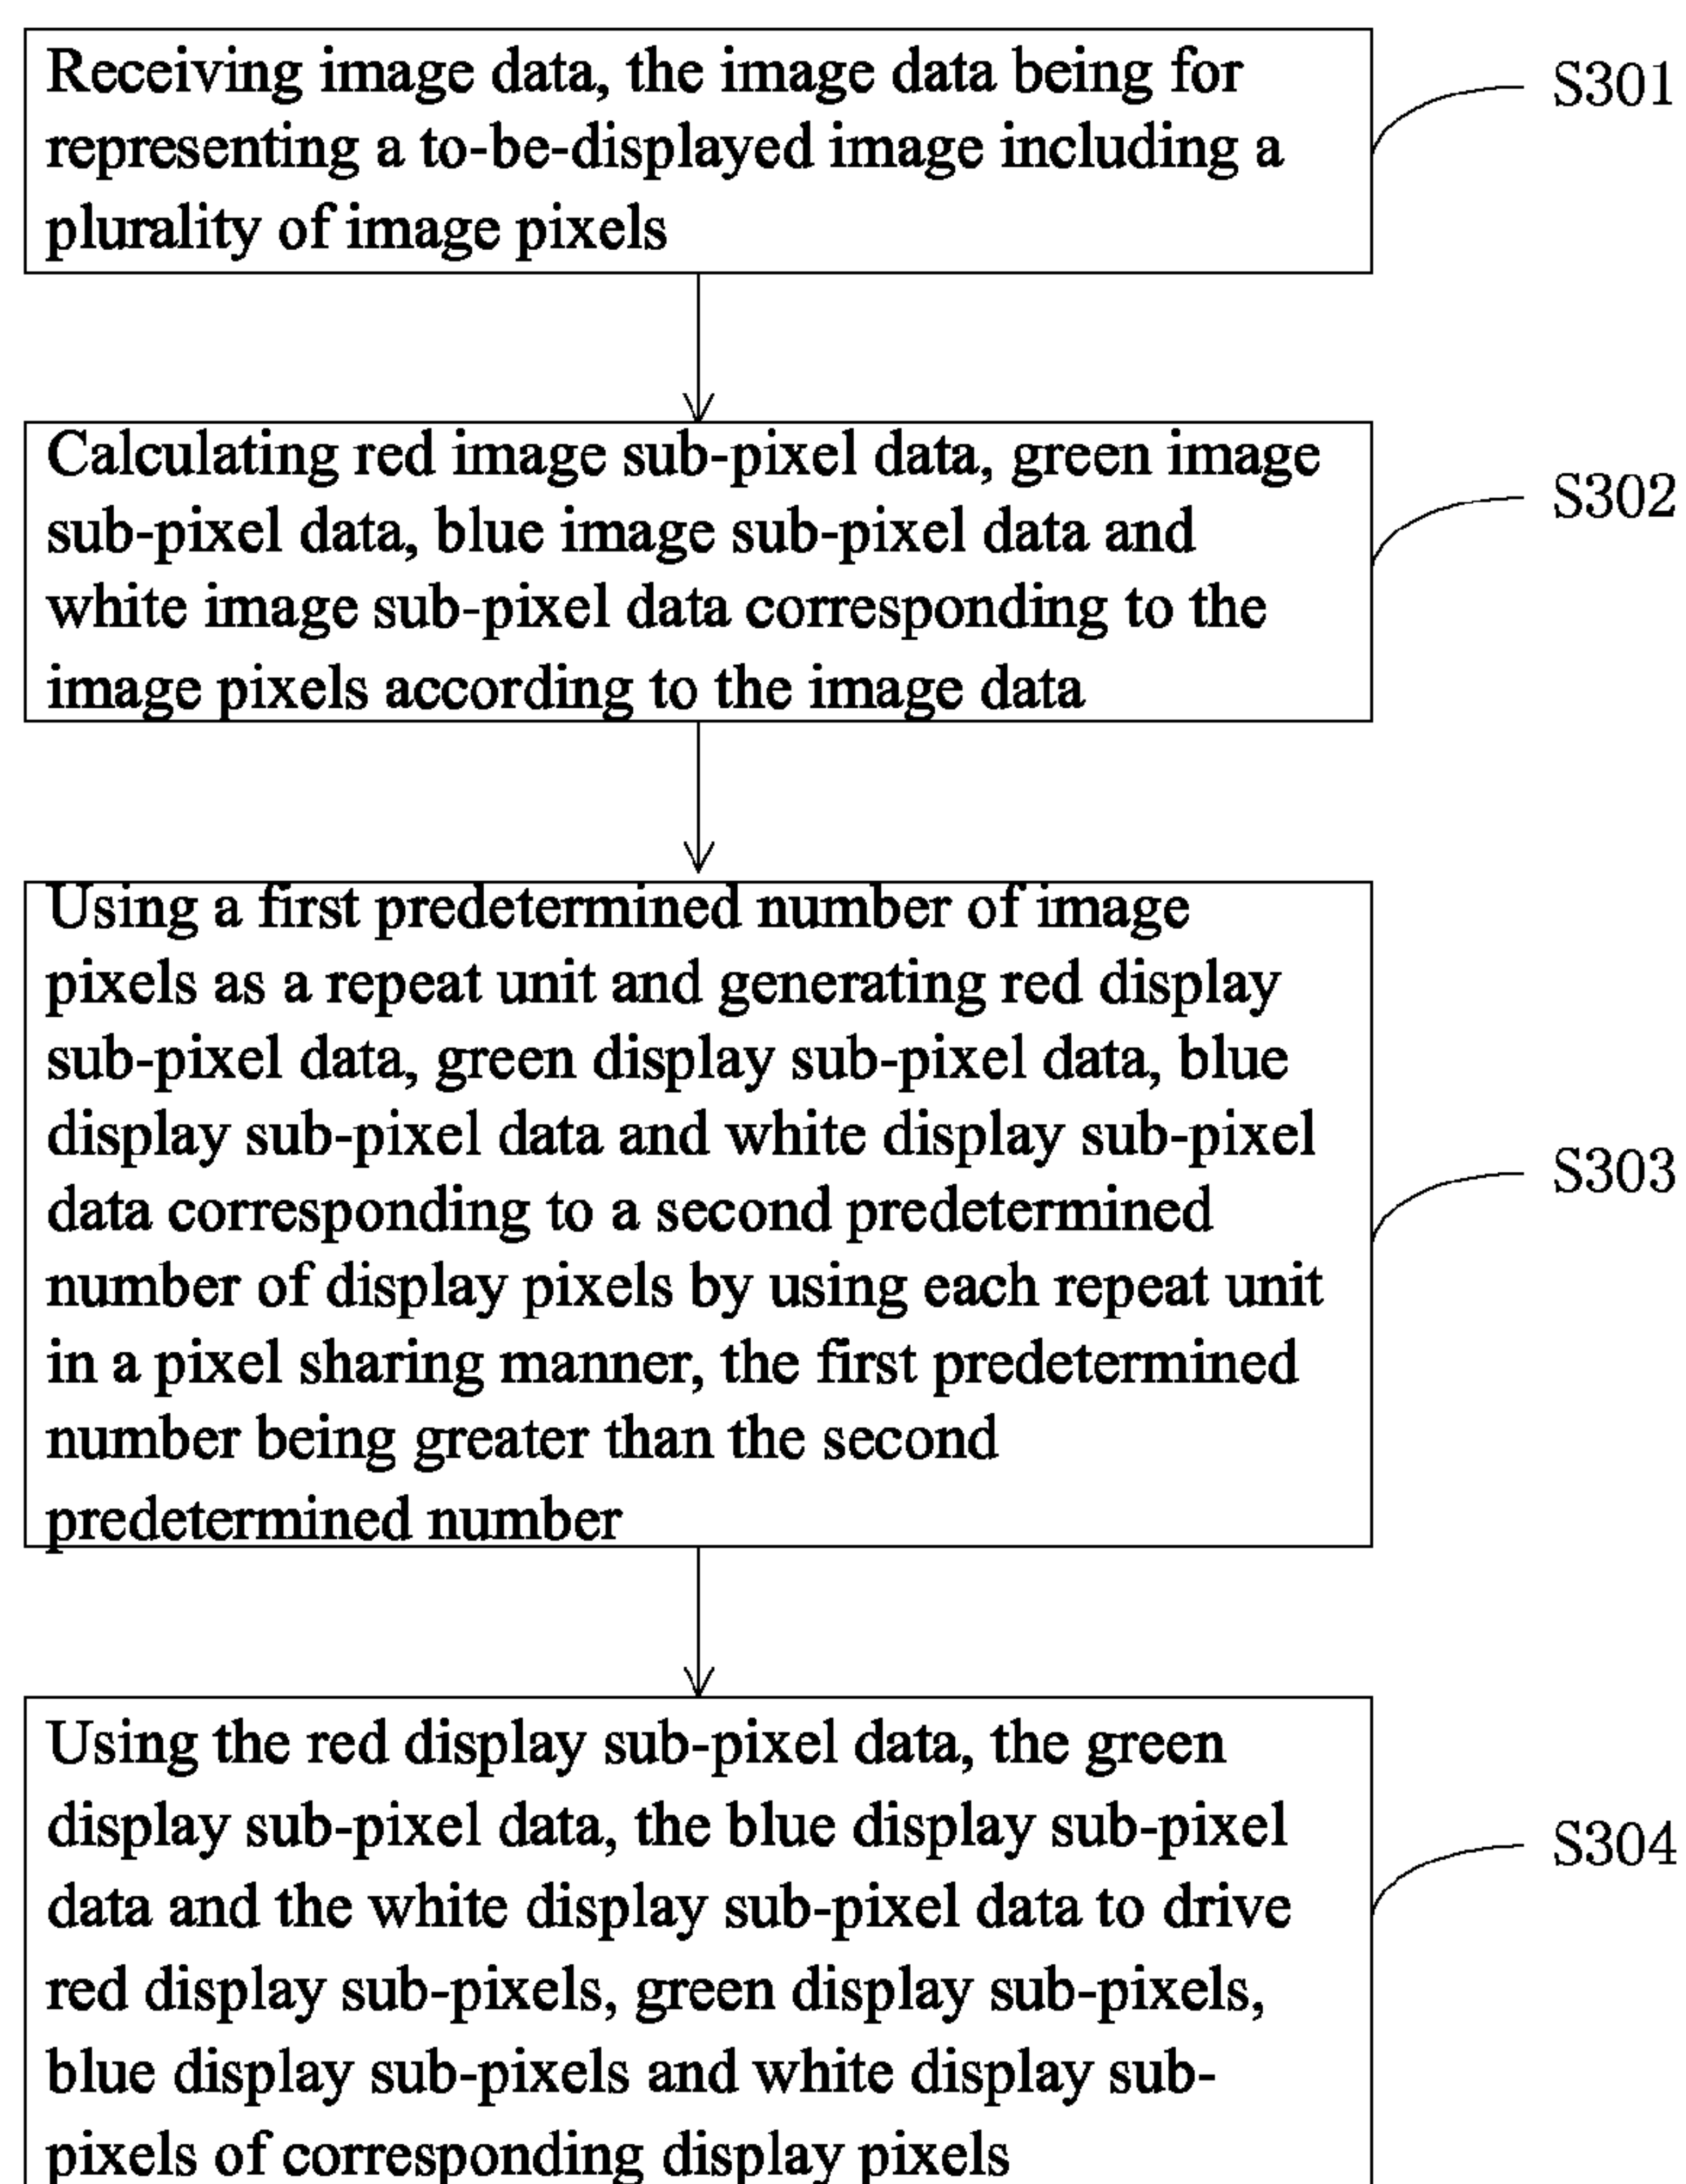 Receiving image data, the image data being for
representing a to-be-displayed image including a
plurality of image pixels
S301
Calculating red image sub-pixel data, green image
sub-pixel data, blue image sub-pixel data and
white image sub-pixel data corresponding to the
image pixels according to the image data
S302
Using a first predetermined number of image
pixels as a repeat unit and generating red display
sub-pixel data, green display sub-pixel data, blue
display sub-pixel data and white display sub-pixel
data corresponding to a second predetermined
number of display pixels by using each repeat unit
in a pixel sharing manner, the first predetermined
number being greater than the second
predetermined number
S303
Using the red display sub-pixel data, the green
display sub-pixel data, the blue display sub-pixel
data and the white display sub-pixel data to drive
red display sub-pixels, green display sub-pixels,
blue display sub-pixels and white display sub-
pixels of corresponding display pixels
S304